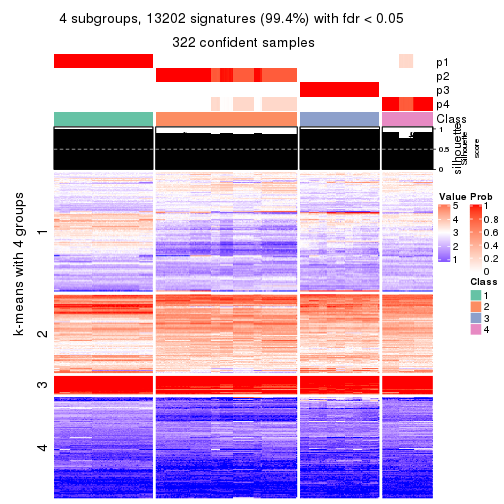 4 subgroups, 13202 signatures (99.4%) with fdr < 0.05
322 confident samples
p1
p2
p3
p4
Class
silhouette
Silhouette
score
1
0.5
0
k-means with 4 groups
1
2
3
4
Value
5
4
3
2
1
Prob
1
0.8
0.6
0.4
0.2
0
Class
1
2
3
4